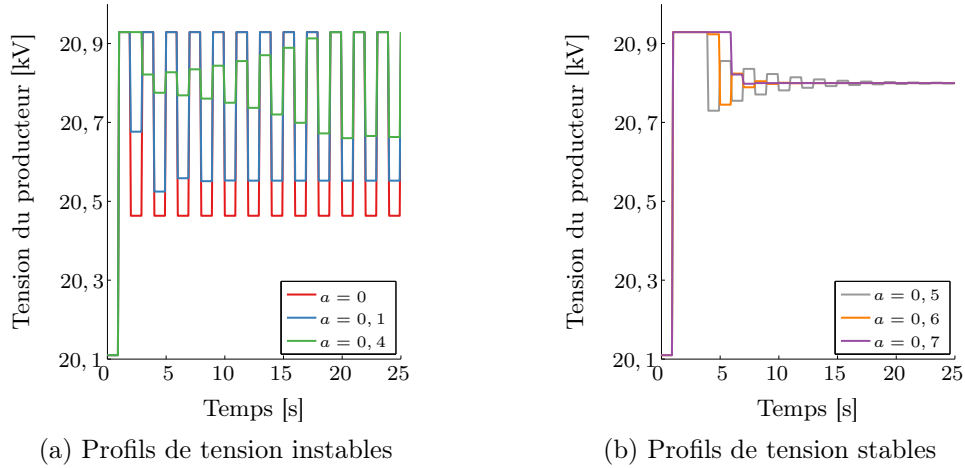 20, 9
20, 7
20, 5
20, 3
20, 1
Tension du producteur [kV]
a = 0
a = 0, 1
a = 0, 4
0 5 10 15 20 25
Temps [s]
(a) Profils de tension instables
20, 9
20, 7
20, 5
20, 3
20, 1
Tension du producteur [kV]
a = 0, 5
a = 0, 6
a = 0, 7
0 5 10 15 20 25
Temps [s]
(b) Profils de tension stables